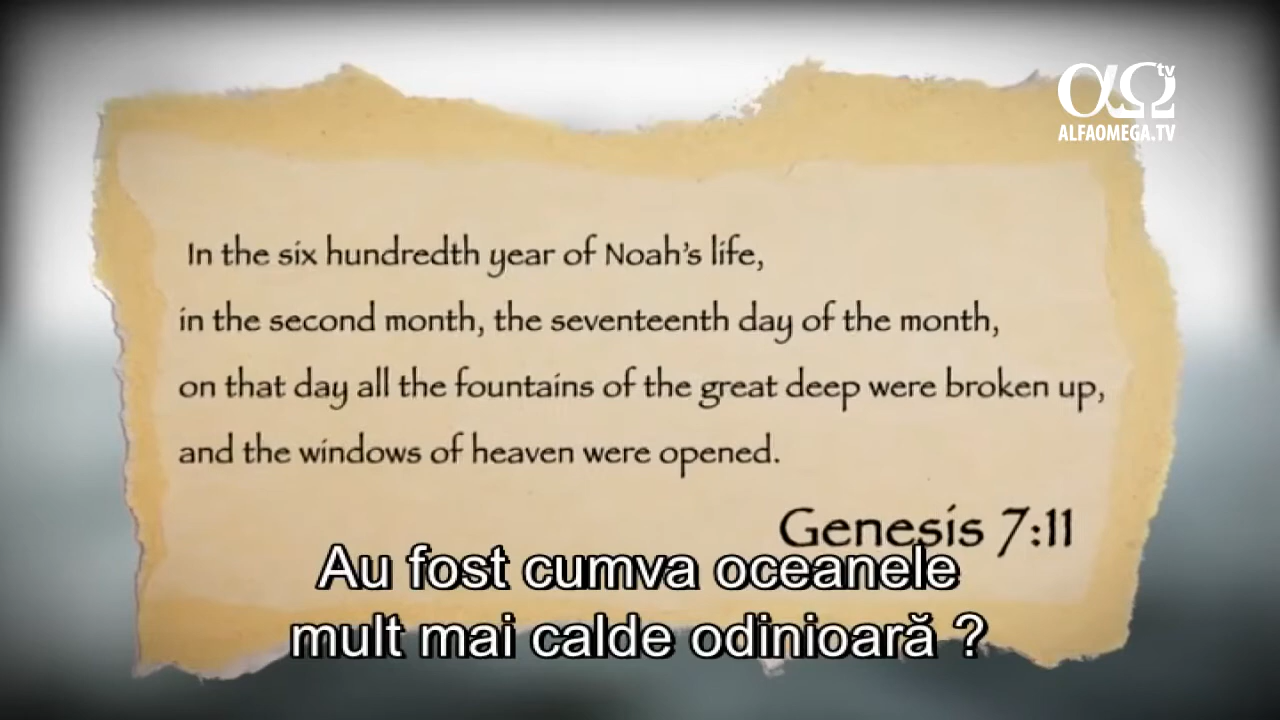 αΩ tv
ALFAOMEGA.TV
In the six hundredth year of Noah's life,
in the second month, the seventeenth day of the month,
on that day all the fountains of the great deep were broken up,
and the windows of heaven were opened.
Genesis 7:11
Au fost cumva oceanele
mult mai calde odinioară ?